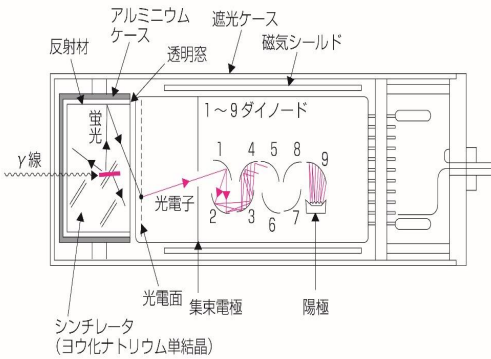 アルミニウム
ケース
遮光ケース
反射材
透明窓
磁気シールド
1～9ダイノード
蛍光
γ線
光電子
1
4
5
8
9
2
3
6
7
光電面
集束電極
陽極
シンチレータ
(ヨウ化ナトリウム単結晶)